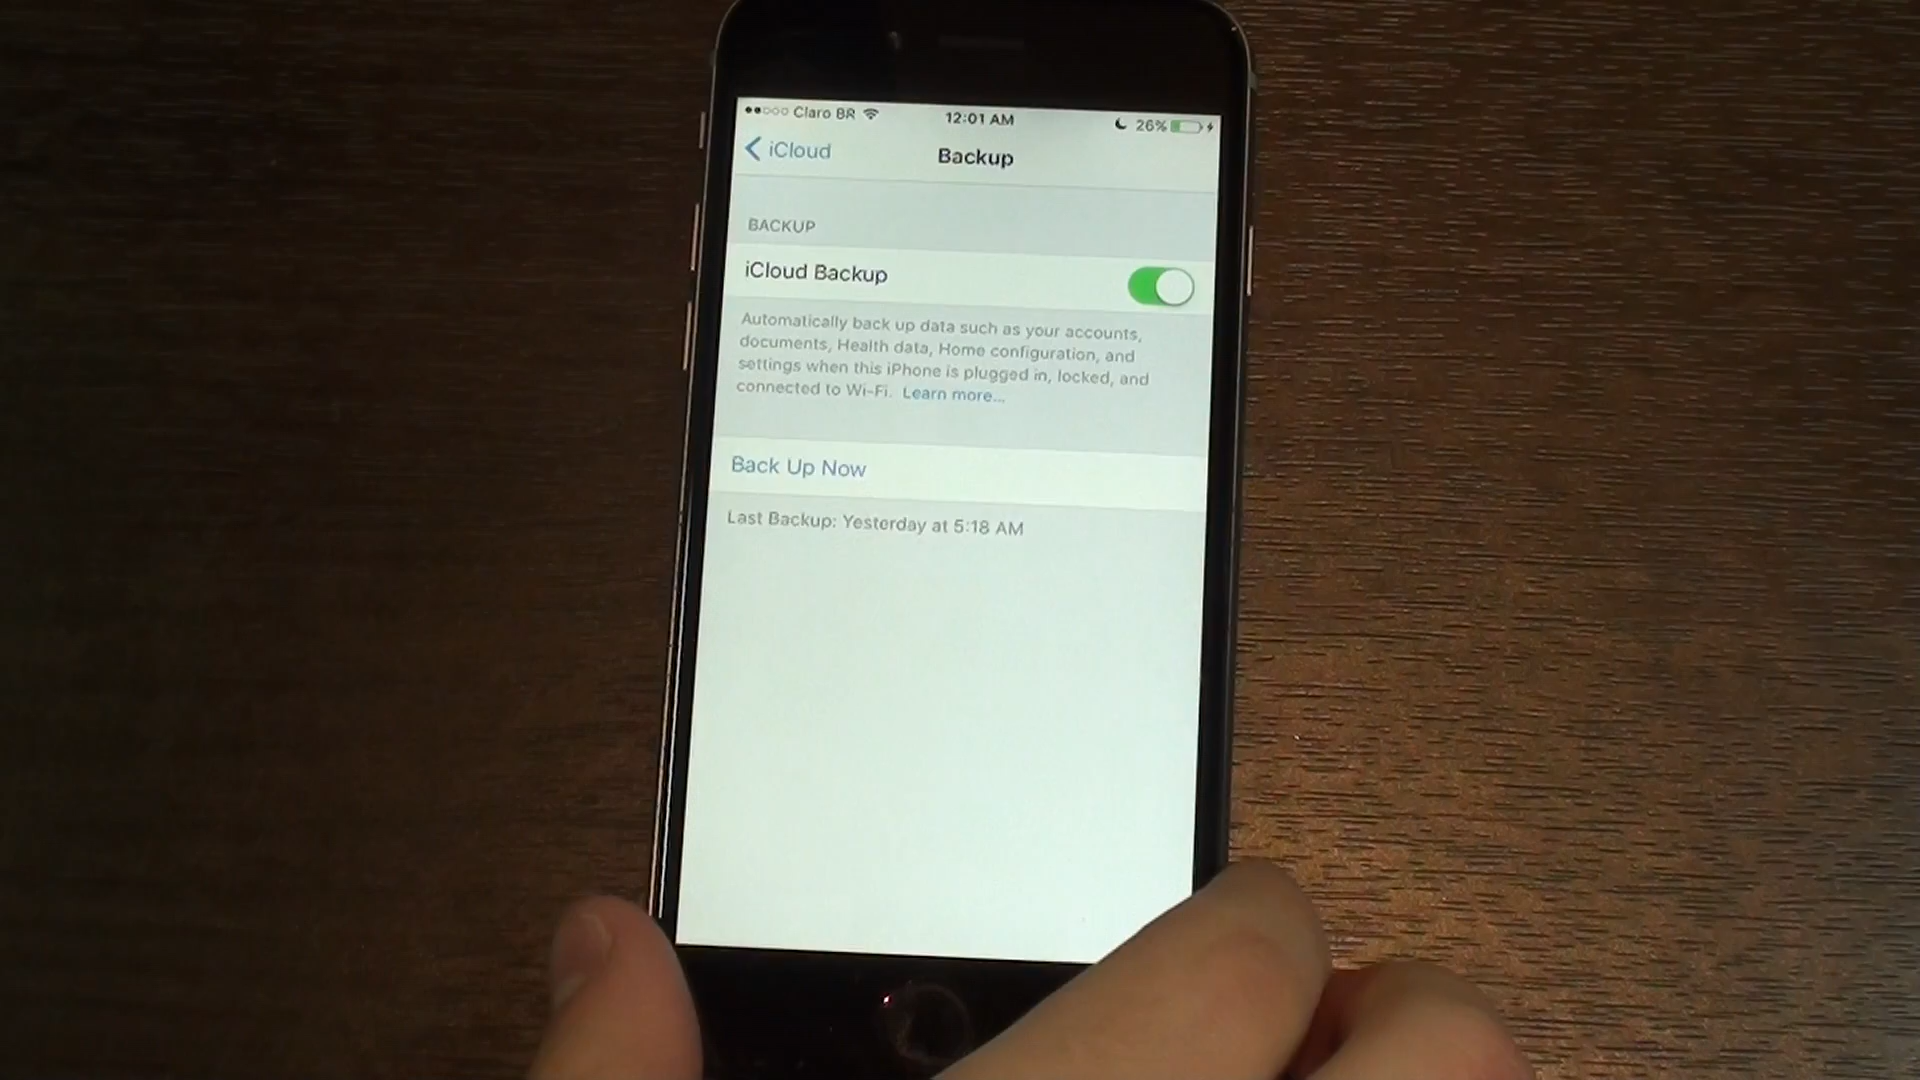 Claro BR
12:01 AM
26%
iCloud
Backup
BACKUP
iCloud Backup
Automatically back up data such as your accounts,
documents, Health data, Home configuration, and
settings when this iPhone is plugged in, locked, and
connected to Wi-Fi. Learn more...
Back Up Now
Last Backup: Yesterday at 5:18 AM